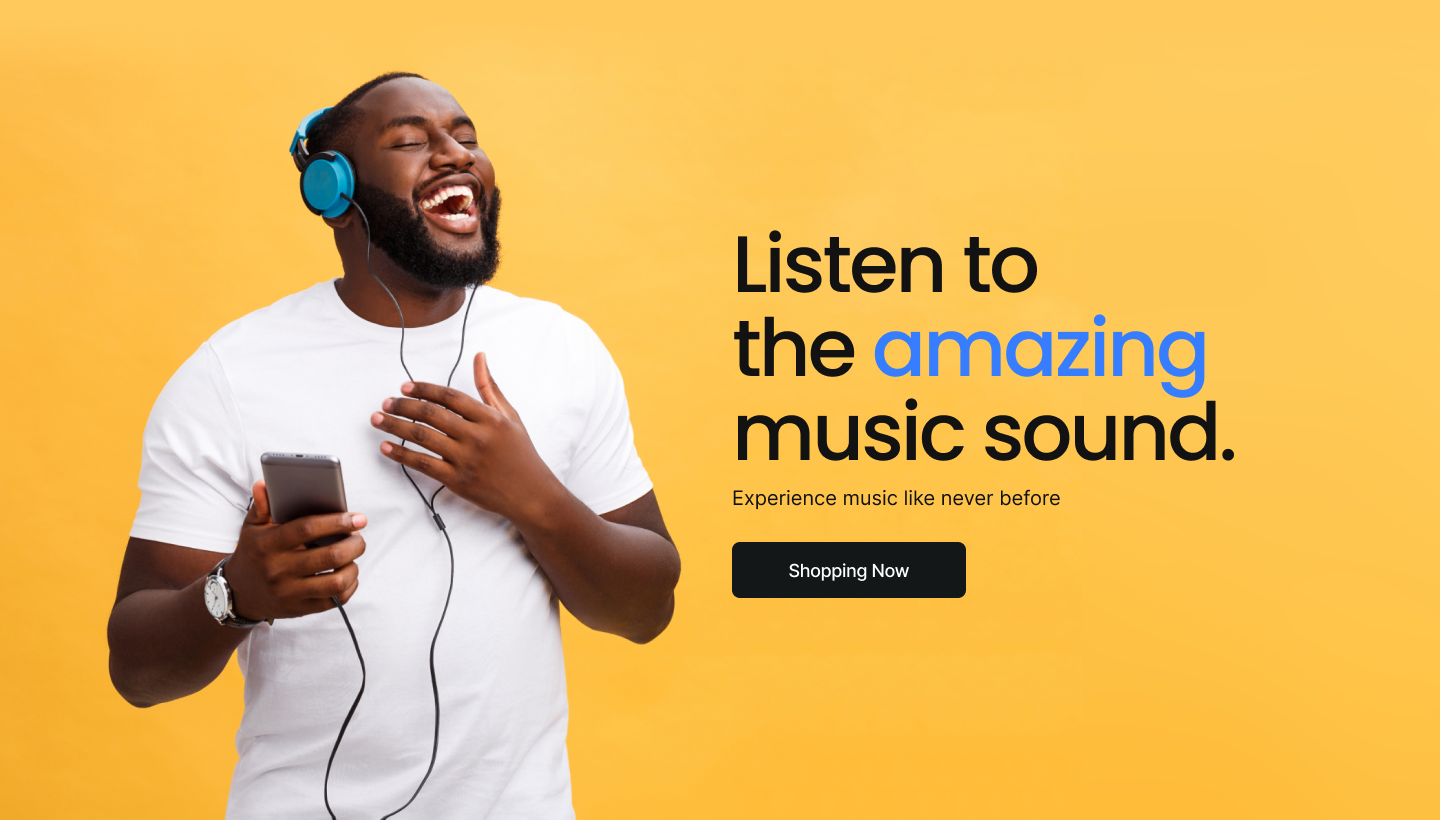 Listen to
the amazing
music sound.
Experience music like never before
Shopping Now